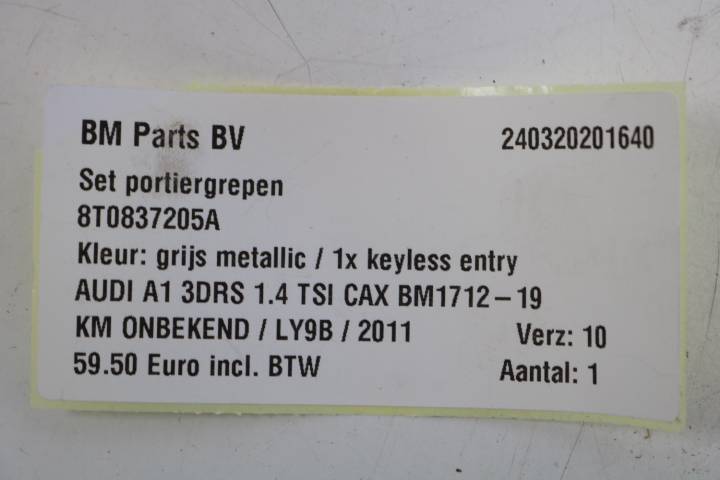 BM Parts BV 240320201640
Set portiergrepen
8T0837205A
Kleur: grijs metallic / 1x keyless entry
AUDI A1 3DRS 1.4 TSI CAX BM1712-19
KM ONBEKEND / LY9B / 2011 Verz: 10
59.50 Euro incl. BTW Aantal: 1